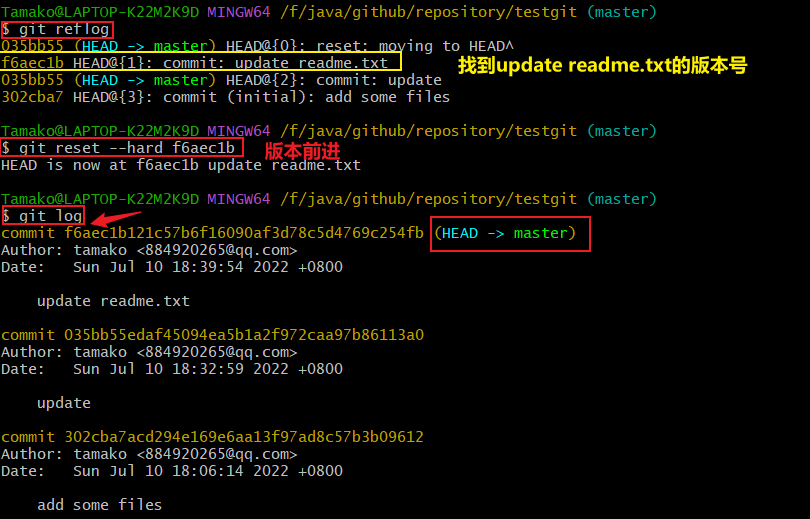 Tamako@LAPTOP-K22M2K9D MINGW64 /f/java/github/repository/testgit (master)
$ git reflog
035bb55 (HEAD -> master) HEAD@{0}: reset: moving to HEAD^
f6aec1b HEAD@{1}: commit: update readme.txt
找到update readme.txt的版本号
035bb55 (HEAD -> master) HEAD@{2}: commit: update
302cba7 HEAD@{3}: commit (initial): add some files
Tamako@LAPTOP-K22M2K9D MINGW64 /f/java/github/repository/testgit (master)
$ git reset --hard f6aec1b
版本前进
HEAD is now at f6aec1b update readme.txt
Tamako@LAPTOP-K22M2K9D MINGW64 /f/java/github/repository/testgit (master)
$ git log
commit f6aec1b121c57b6f16090af3d78c5d4769c254fb (HEAD -> master)
Author: tamako <884920265@qq.com>
Date:   Sun Jul 10 18:39:54 2022 +0800
update readme.txt
commit 035bb55edaf45094ea5b1a2f972caa97b86113a0
Author: tamako <884920265@qq.com>
Date:   Sun Jul 10 18:32:59 2022 +0800
update
commit 302cba7acd294e169e6aa13f97ad8c57b3b09612
Author: tamako <884920265@qq.com>
Date:   Sun Jul 10 18:06:14 2022 +0800
add some files